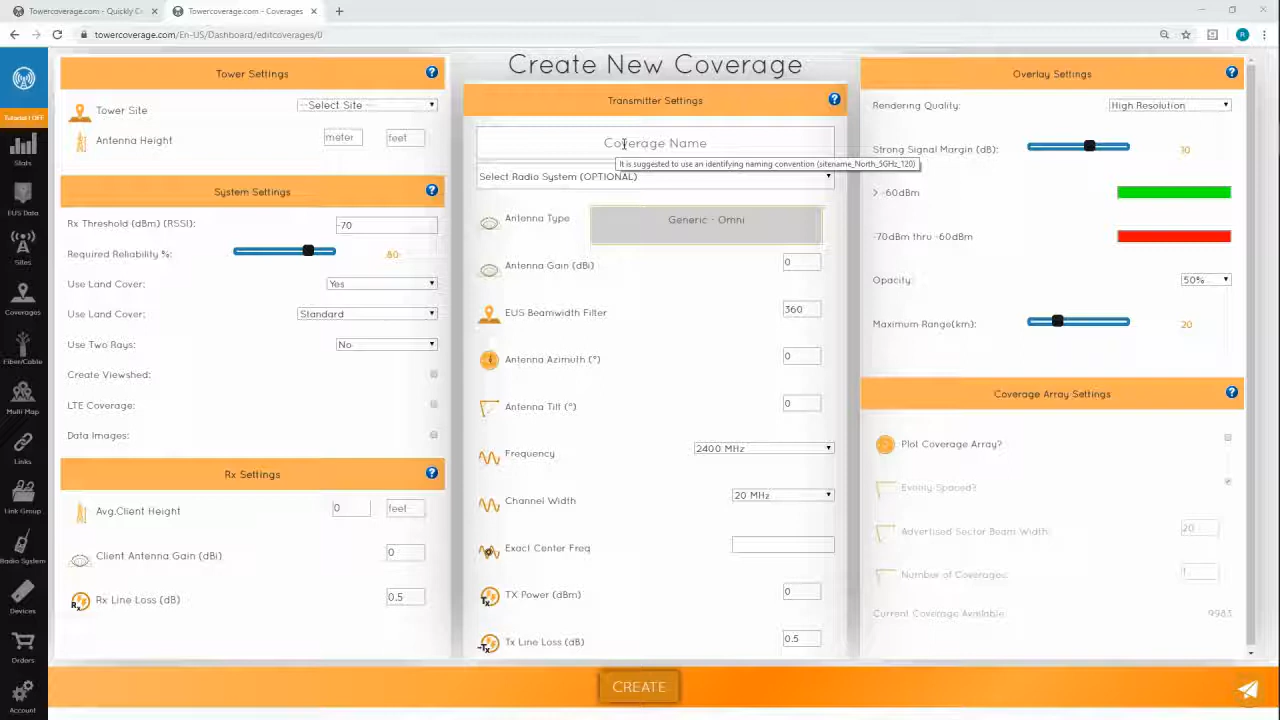 Towercoverage.com - Quickly C
Towercoverage.com - Coverages
towercoverage.com/En-US/Dashboard/editcoverages/0
R
Tutorial | OFF
Stats
EUS Data
Sites
Coverages
Fiber/Cable
Multi Map
Links
Link Group
Radio System
Devices
Orders
Account
Tower Settings
?
Tower Site
--Select Site--
Antenna Height
meter
feet
System Settings
?
Rx Threshold (dBm) (RSSI):
-70
Required Reliability %:
80
Use Land Cover:
Yes
Use Land Cover:
Standard
Use Two Rays:
No
Create Viewshed:
LTE Coverage:
Data Images:
Rx Settings
?
Avg.Client Height
0
feet
Client Antenna Gain (dBi)
0
Rx
Rx Line Loss (dB)
0.5
Create New Coverage
Transmitter Settings
?
Coverage Name
It is suggested to use an identifying naming convention (sitename_North_5GHz_120)
Select Radio System (OPTIONAL)
Antenna Type
Generic - Omni
Antenna Gain (dBi)
0
EUS Beamwidth Filter
360
Antenna Azimuth (°)
0
Antenna Tilt (°)
0
Frequency
2400 MHz
Channel Width
20 MHz
Exact Center Freq
Tx
TX Power (dBm)
0
-Tx
Tx Line Loss (dB)
0.5
Overlay Settings
?
Rendering Quality:
High Resolution
Strong Signal Margin (dB):
10
> -60dBm
-70dBm thru -60dBm
Opacity:
50%
Maximum Range(km):
20
Coverage Array Settings
?
Plot Coverage Array?
Evenly Spaced?
Advertised Sector Beam Width:
20
Number of Coverages:
1
Current Coverage Available:
9983
CREATE